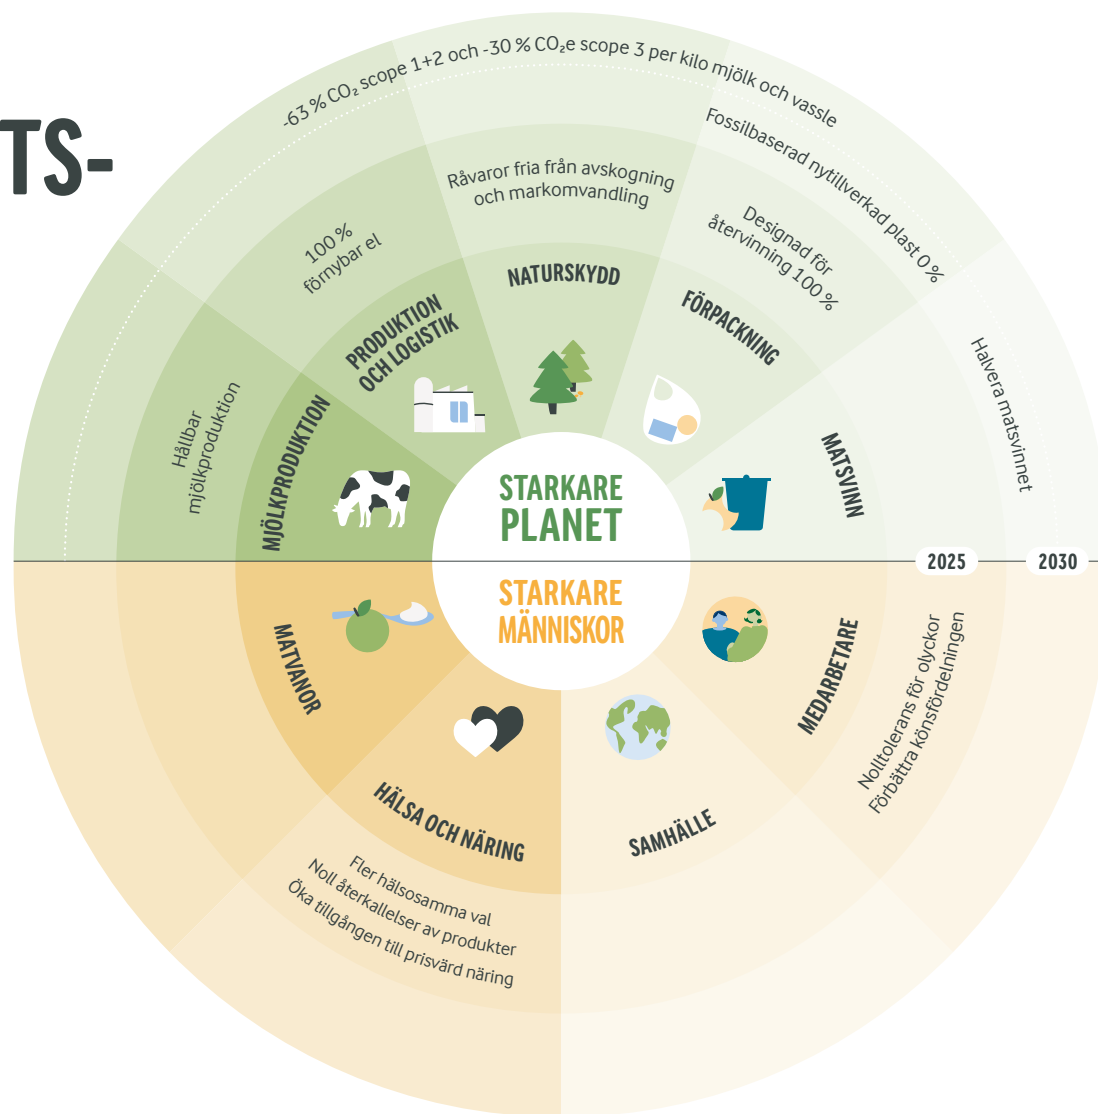 TS-
-63 % CO₂ scope 1+2 och -30 % CO₂e scope 3 per kilo mjölk och vassle
Fossilbaserad nytillverkad plast 0 %
Råvaror fria från avskogning
och markomvandling
Designad för
återvinning 100 %
100 %
förnybar el
NATURSKYDD
FÖRPACKNING
PRODUKTION
OCH LOGISTIK
Halvera matsvinnet
Hållbar
mjölkproduktion
MJÖLKPRODUKTION
MATSVINN
STARKARE
PLANET
2025
2030
STARKARE
MÄNNISKOR
MATVANOR
MEDARBETARE
Nolltolerans för olyckor
Förbättra könsfördelningen
HÄLSA OCH NÄRING
SAMHÄLLE
Fler hälsosamma val
Noll återkallelser av produkter
Öka tillgången till prisvärd näring